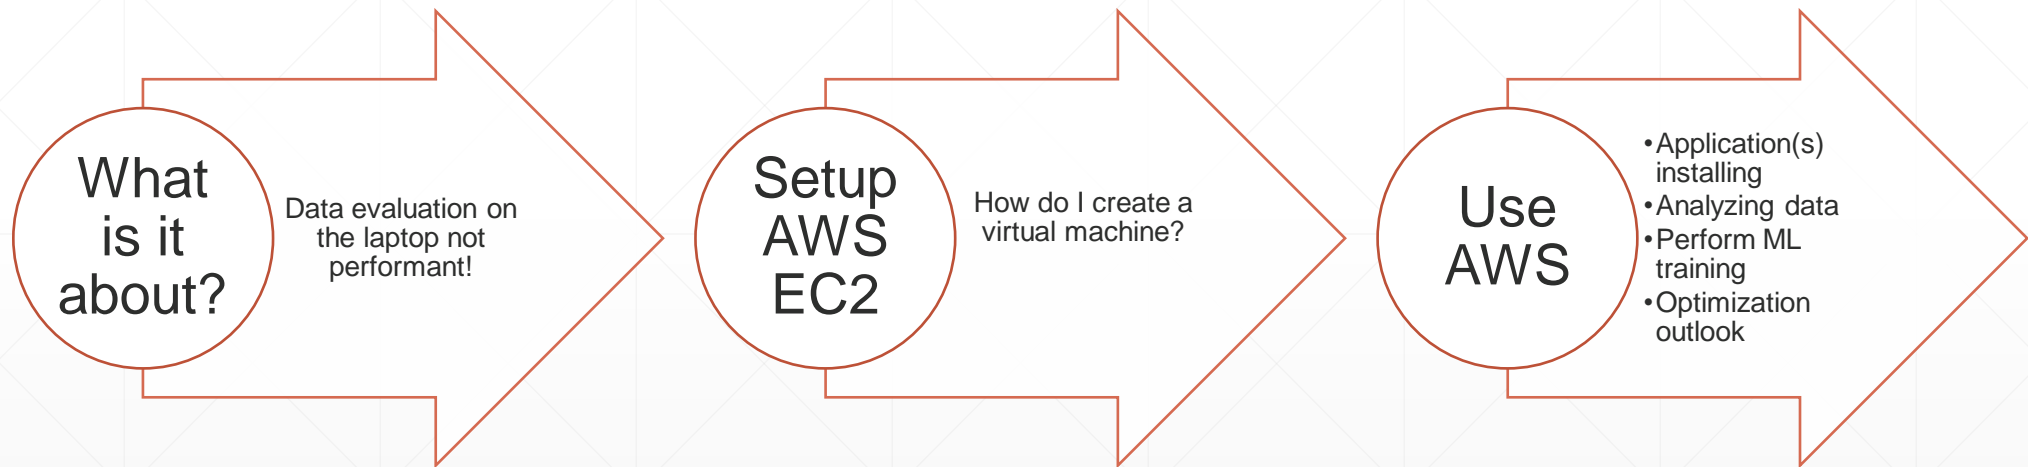 What
is it
about?
Data evaluation on
the laptop not
performant!
Setup
AWS
EC2
How do I create a
virtual machine?
Use
AWS
•Application(s)
installing
•Analyzing data
•Perform ML
training
•Optimization
outlook